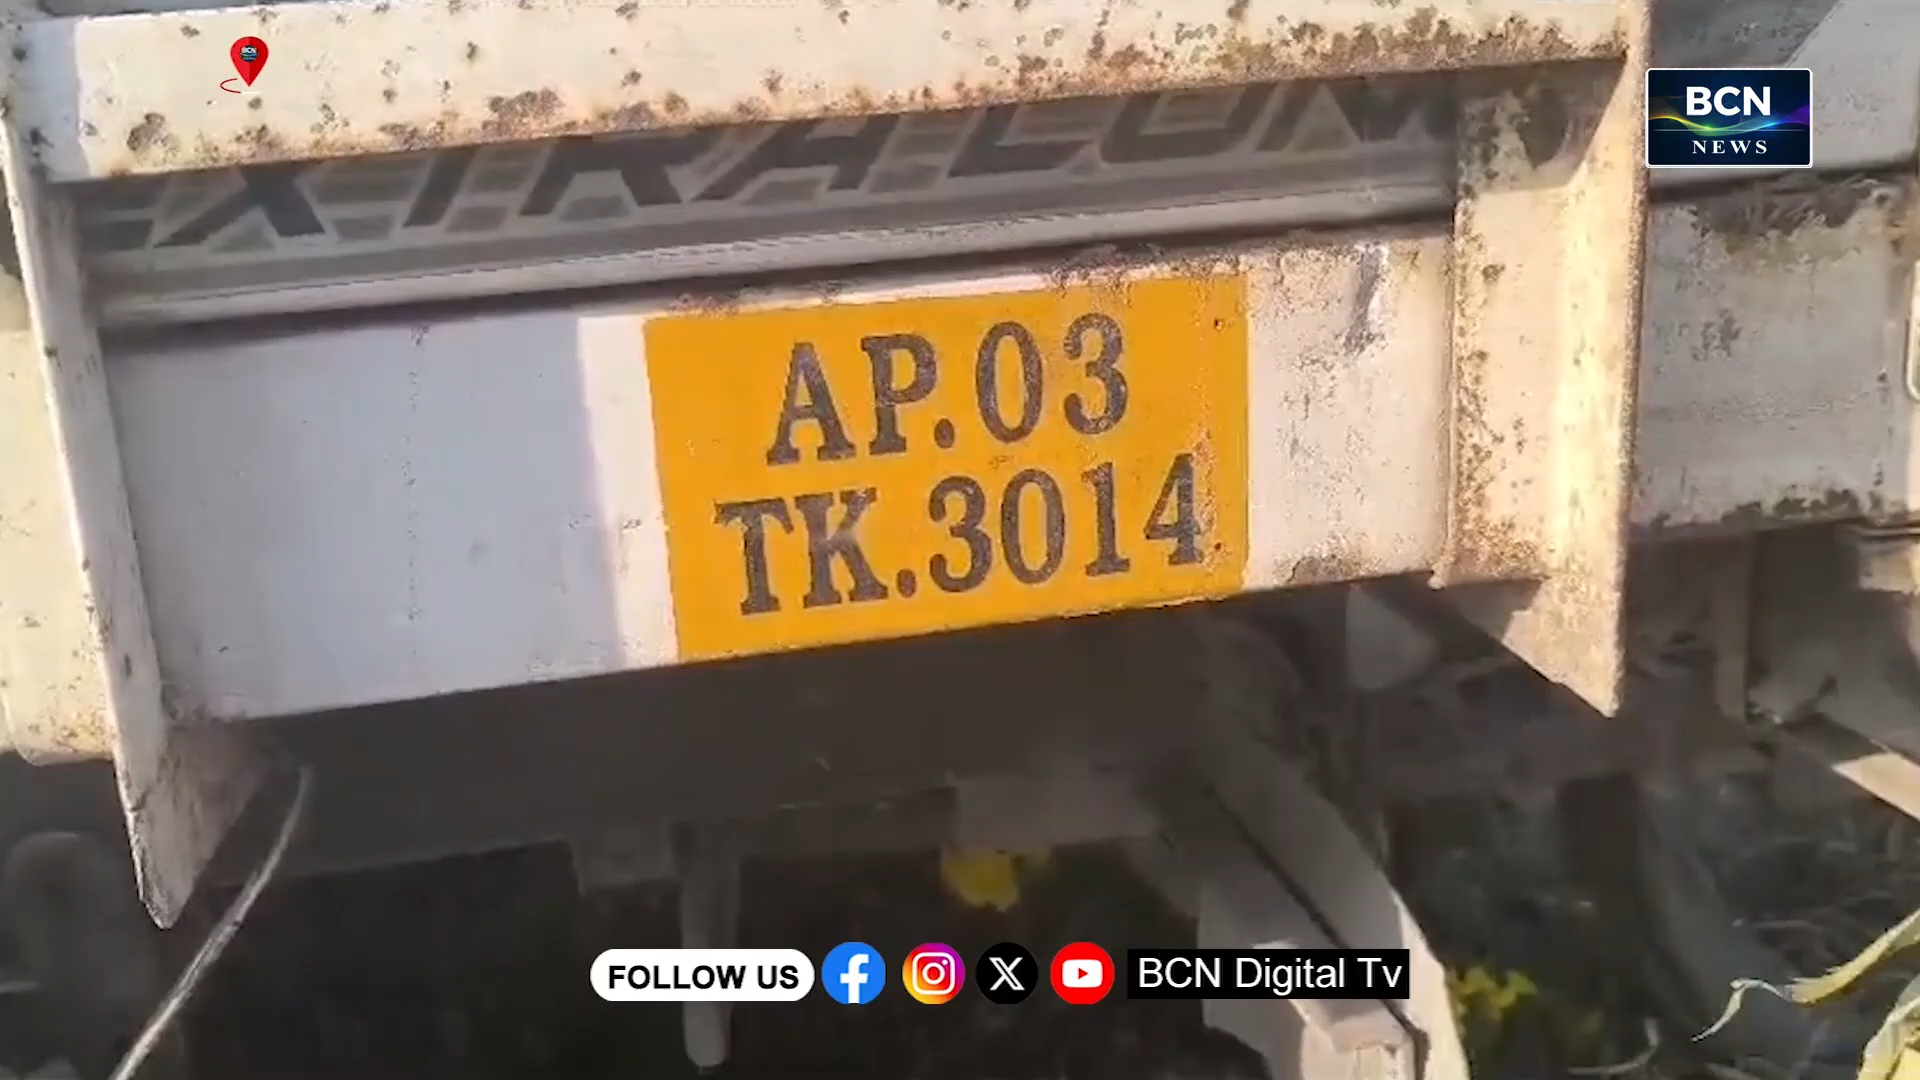 BCN
NEWS
AP.03
TK.3014
FOLLOW US
BCN Digital Tv